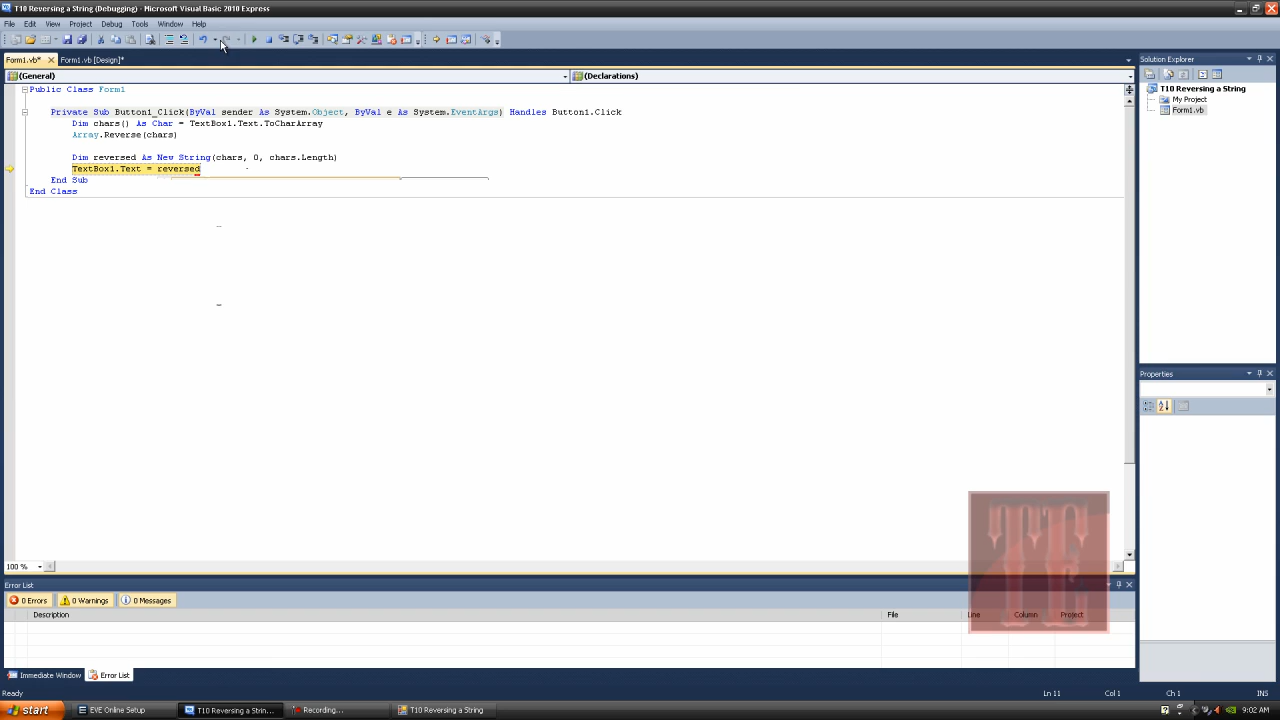 T10 Reversing a String (Debugging) - Microsoft Visual Basic 2010 Express
File Edit View Project Debug Tools Window Help
Form1.vb* Form1.vb [Design]*
(General) (Declarations)
Public Class Form1
Private Sub Button1_Click(ByVal sender As System.Object, ByVal e As System.EventArgs) Handles Button1.Click
Dim chars() As Char = TextBox1.Text.ToCharArray
Array.Reverse(chars)
Dim reversed As New String(chars, 0, chars.Length)
TextBox1.Text = reversed
End Sub
End Class
Solution Explorer
T10 Reversing a String
My Project
Form1.vb
Properties
100 %
Error List
0 Errors 0 Warnings 0 Messages
Description File Line Column Project
Immediate Window Error List
Ready Ln 11 Col 1 Ch 1 INS
start EVE Online Setup T10 Reversing a Strin... Recording... T10 Reversing a String 9:02 AM